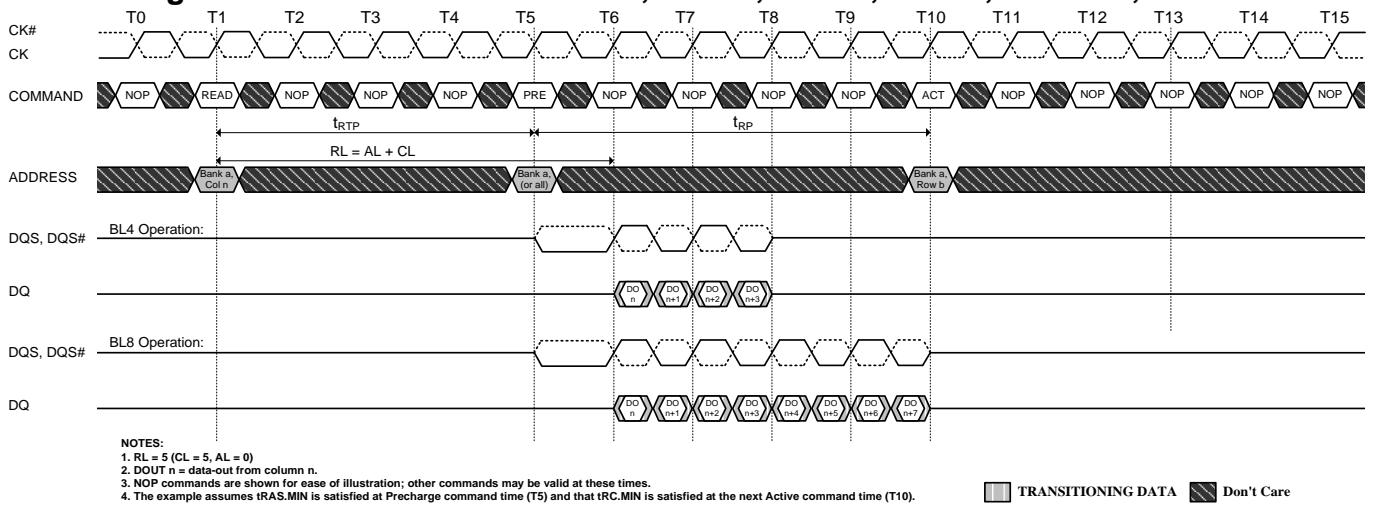 T0 T1 T2 T3 T4 T5 T6 T7 T8 T9 T10 T11 T12 T13 T14 T15
CK#
CK
COMMAND NOP READ NOP NOP NOP PRE NOP NOP NOP NOP ACT NOP NOP NOP NOP NOP
tRTP tRP
RL = AL + CL
ADDRESS Bank a, Col n Bank a, (or all) Bank a, Row b
BL4 Operation:
DQS, DQS#
DQ DO n DO n+1 DO n+2 DO n+3
BL8 Operation:
DQS, DQS#
DQ DO n DO n+1 DO n+2 DO n+3 DO n+4 DO n+5 DO n+6 DO n+7
NOTES:
1. RL = 5 (CL = 5, AL = 0)
2. DOUT n = data-out from column n.
3. NOP commands are shown for ease of illustration; other commands may be valid at these times.
4. The example assumes tRAS.MIN is satisfied at Precharge command time (T5) and that tRC.MIN is satisfied at the next Active command time (T10).
TRANSITIONING DATA Don't Care